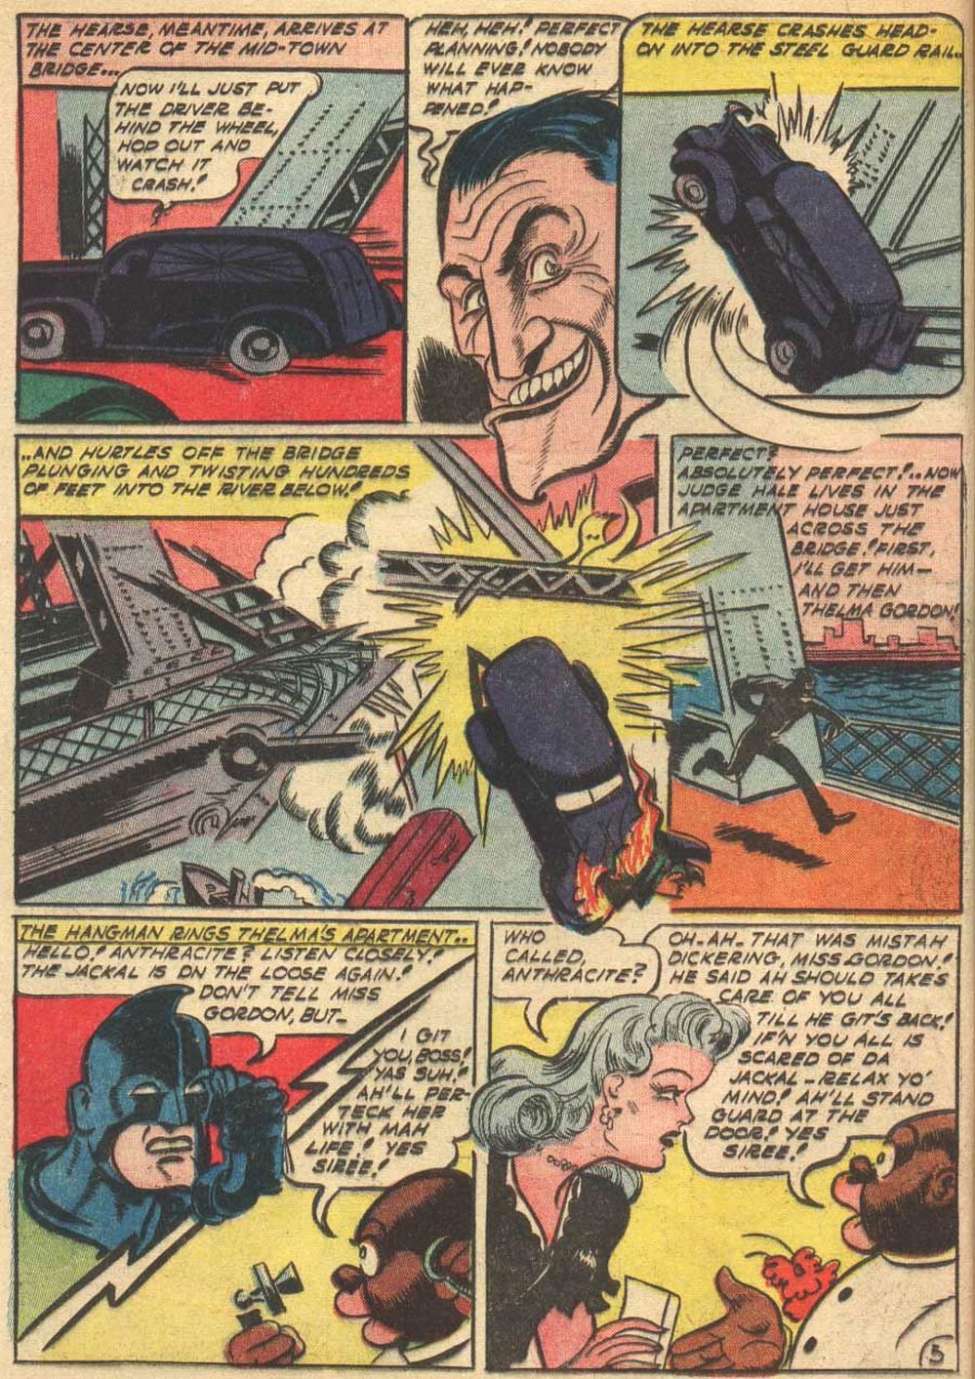 THE HEARSE, MEANTIME, ARRIVES AT
THE CENTER OF THE MID-TOWN
BRIDGE...
NOW I'LL JUST PUT
THE DRIVER BE-
HIND THE WHEEL,
HOP OUT AND
WATCH IT
CRASH!
HEH, HEH! PERFECT
PLANNING! NOBODY
WILL EVER KNOW
WHAT HAP-
PENED!
THE HEARSE CRASHES HEAD-
ON INTO THE STEEL GUARD RAIL..
..AND HURTLES OFF THE BRIDGE
PLUNGING AND TWISTING HUNDREDS
OF FEET INTO THE RIVER BELOW!
PERFECT!
ABSOLUTELY PERFECT!..NOW
JUDGE HALE LIVES IN THE
APARTMENT HOUSE JUST
ACROSS THE
BRIDGE! FIRST,
I'LL GET HIM—
AND THEN
THELMA GORDON!
THE HANGMAN RINGS THELMA'S APARTMENT..
HELLO! ANTHRACITE? LISTEN CLOSELY!
THE JACKAL IS ON THE LOOSE AGAIN!
DON'T TELL MISS
GORDON, BUT—
I GIT
YOU, BOSS!
YAS SUH!
AH'LL PER-
TECK HER
WITH MAH
LIFE! YES
SIREE!
WHO
CALLED,
ANTHRACITE?
OH-AH- THAT WAS MISTAH
DICKERING, MISS GORDON!
HE SAID AH SHOULD TAKES
CARE OF YOU ALL
TILL HE GIT'S BACK!
IF'N YOU ALL IS
SCARED OF DA
JACKAL - RELAX YO'
MIND! AH'LL STAND
GUARD AT THE
DOOR! YES
SIREE!
5